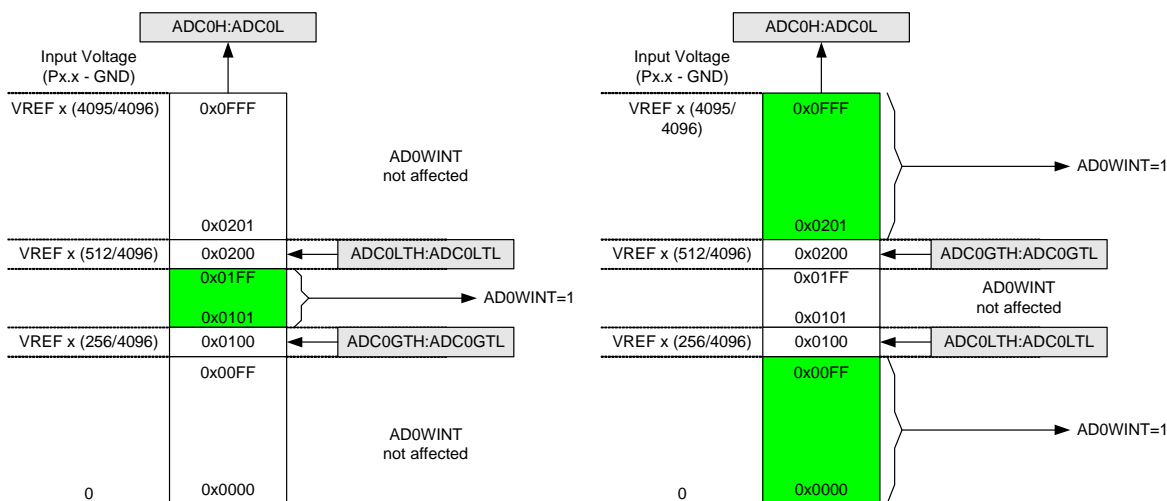 ADC0H:ADC0L
Input Voltage
(Px.x - GND)
VREF x (4095/4096)
0x0FFF
AD0WINT
not affected
0x0201
VREF x (512/4096)
0x0200
ADC0LTH:ADC0LTL
0x01FF
AD0WINT=1
0x0101
VREF x (256/4096)
0x0100
ADC0GTH:ADC0GTL
0x00FF
AD0WINT
not affected
0
0x0000
ADC0H:ADC0L
Input Voltage
(Px.x - GND)
VREF x (4095/
4096)
0x0FFF
AD0WINT=1
0x0201
VREF x (512/4096)
0x0200
ADC0GTH:ADC0GTL
0x01FF
AD0WINT
not affected
0x0101
VREF x (256/4096)
0x0100
ADC0LTH:ADC0LTL
0x00FF
AD0WINT=1
0
0x0000